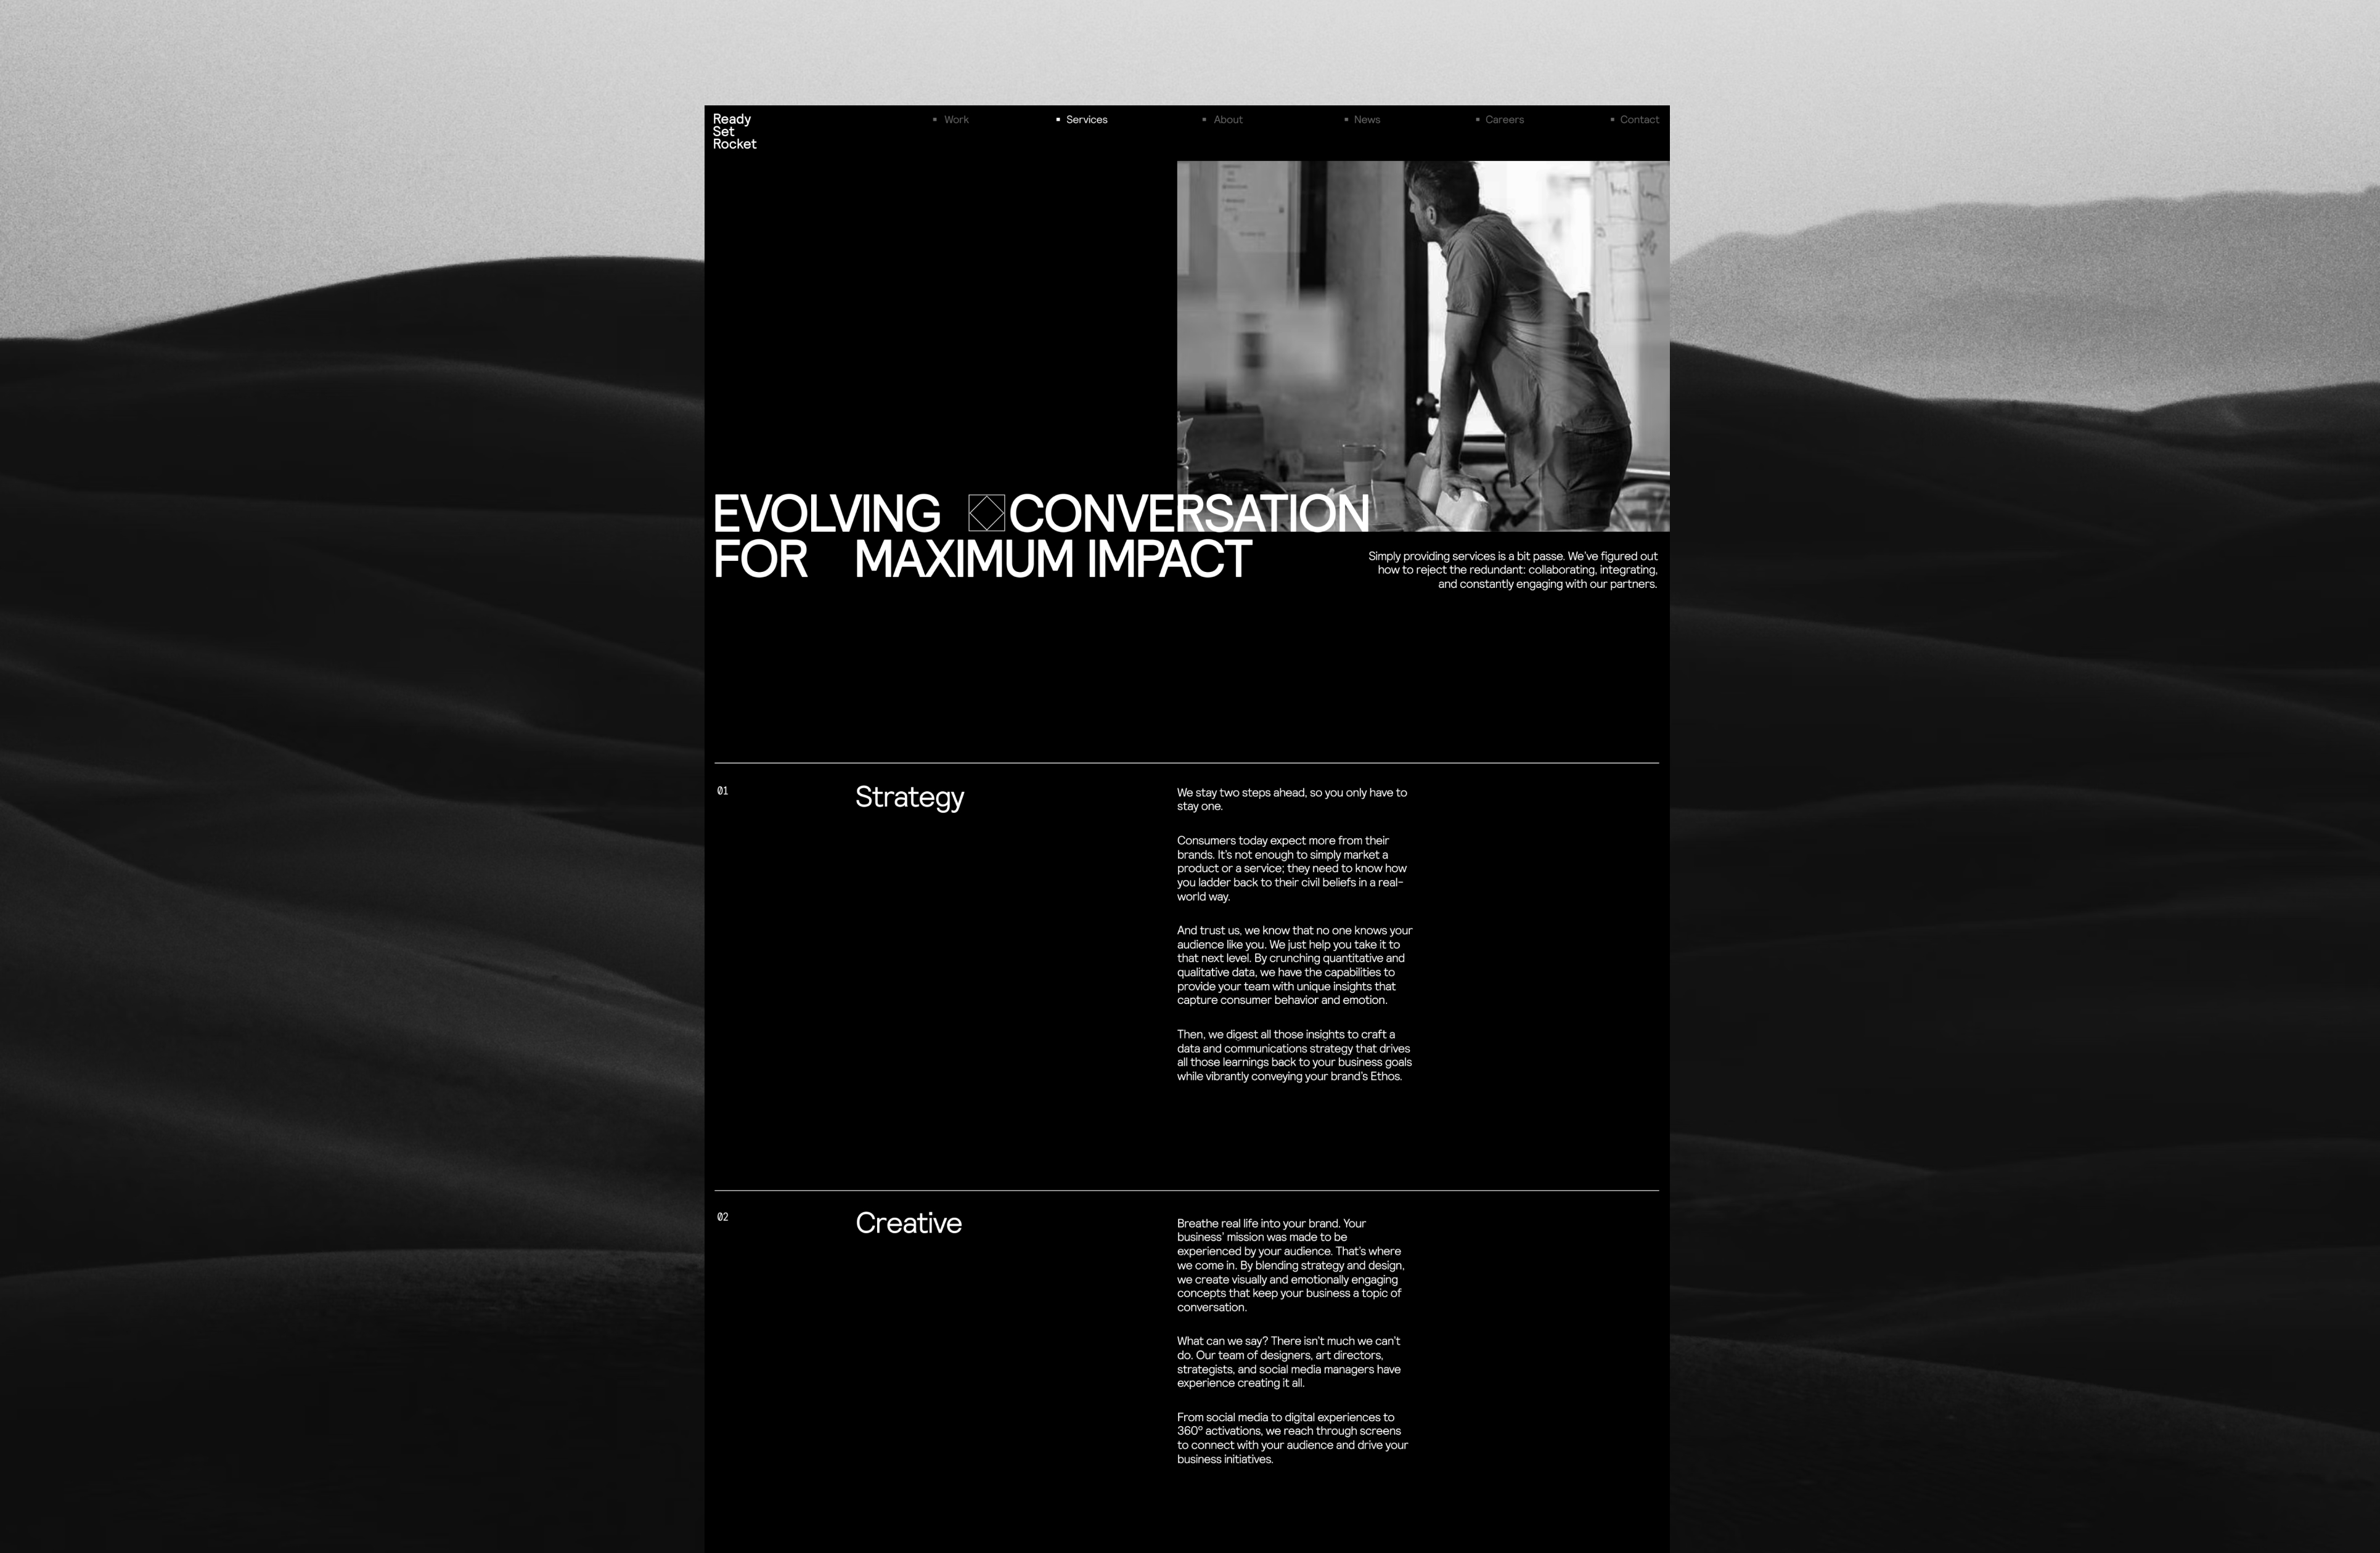 Ready
Set
Rocket
Work
Services
About
News
Careers
Contact
EVOLVING CONVERSATION
FOR MAXIMUM IMPACT
Simply providing services is a bit passe. We've figured out
how to reject the redundant: collaborating, integrating,
and constantly engaging with our partners.
01
Strategy
We stay two steps ahead, so you only have to
stay one.
Consumers today expect more from their
brands. It's not enough to simply market a
product or a service; they need to know how
you ladder back to their civil beliefs in a real-
world way.
And trust us, we know that no one knows your
audience like you. We just help you take it to
that next level. By crunching quantitative and
qualitative data, we have the capabilities to
provide your team with unique insights that
capture consumer behavior and emotion.
Then, we digest all those insights to craft a
data and communications strategy that drives
all those learnings back to your business goals
while vibrantly conveying your brand's Ethos.
02
Creative
Breathe real life into your brand. Your
business' mission was made to be
experienced by your audience. That's where
we come in. By blending strategy and design,
we create visually and emotionally engaging
concepts that keep your business a topic of
conversation.
What can we say? There isn't much we can't
do. Our team of designers, art directors,
strategists, and social media managers have
experience creating it all.
From social media to digital experiences to
360º activations, we reach through screens
to connect with your audience and drive your
business initiatives.